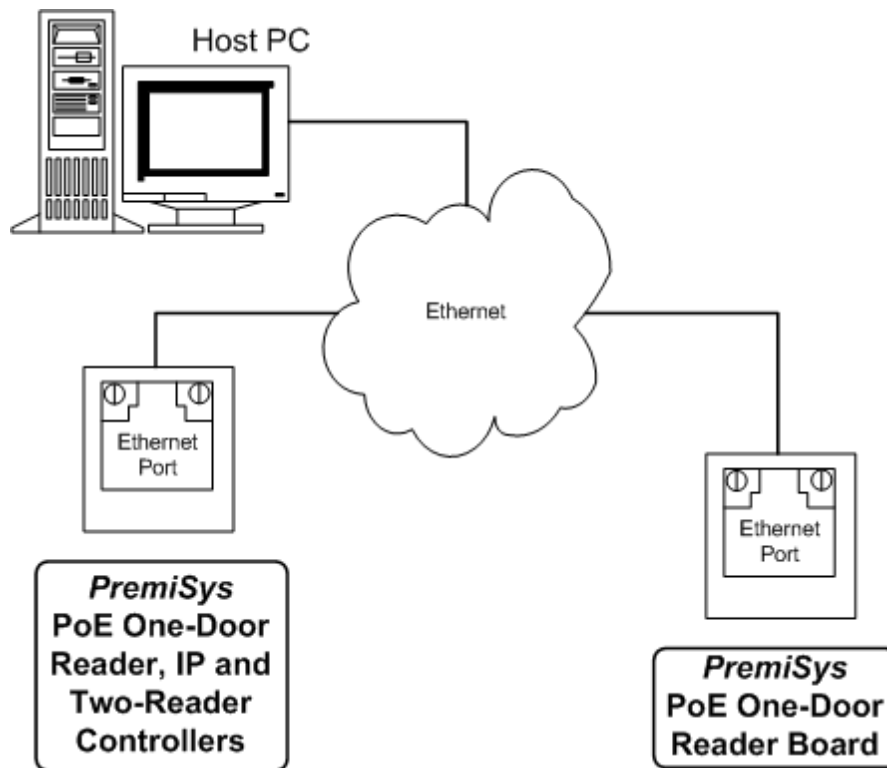 Host PC
Ethernet
Ethernet
Port
Ethernet
Port
PremiSys
PoE One-Door
Reader, IP and
Two-Reader
Controllers
PremiSys
PoE One-Door
Reader Board